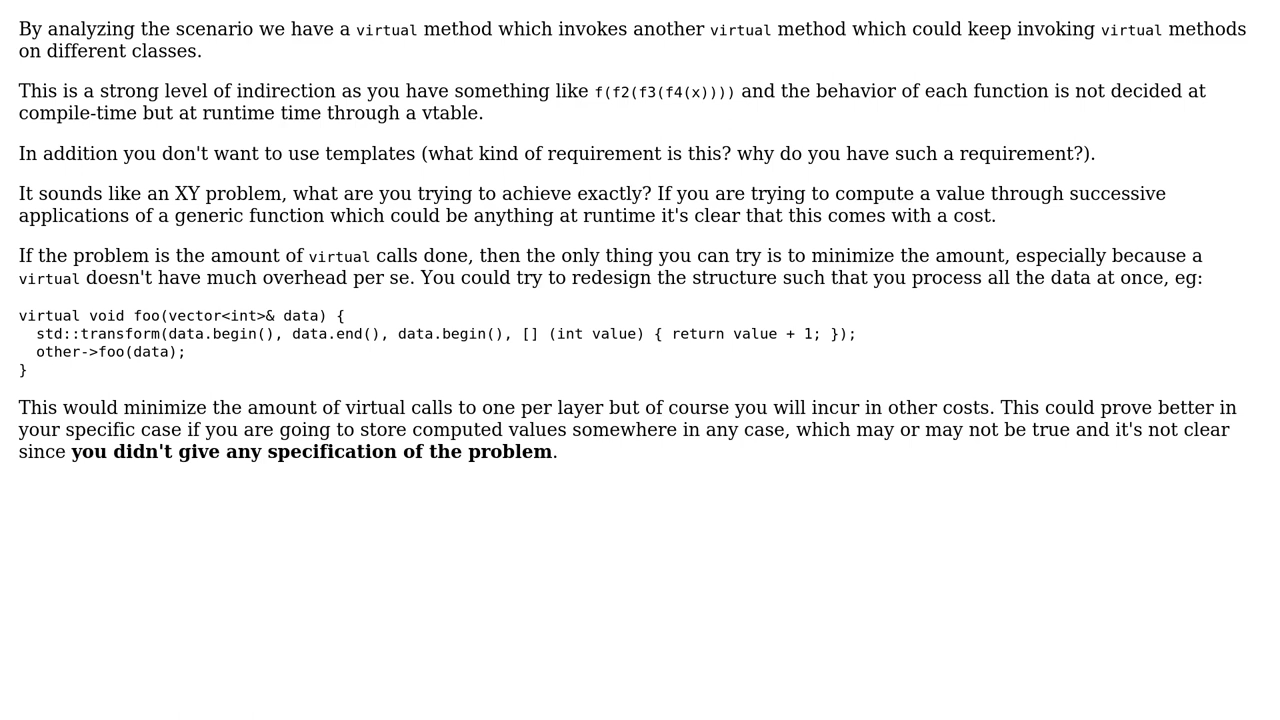 By analyzing the scenario we have a virtual method which invokes another virtual method which could keep invoking virtual methods
on different classes.
This is a strong level of indirection as you have something like f(f2(f3(f4(x)))) and the behavior of each function is not decided at
compile-time but at runtime time through a vtable.
In addition you don't want to use templates (what kind of requirement is this? why do you have such a requirement?).
It sounds like an XY problem, what are you trying to achieve exactly? If you are trying to compute a value through successive
applications of a generic function which could be anything at runtime it's clear that this comes with a cost.
If the problem is the amount of virtual calls done, then the only thing you can try is to minimize the amount, especially because a
virtual doesn't have much overhead per se. You could try to redesign the structure such that you process all the data at once, eg:
virtual void foo(vector<int>& data) {
  std::transform(data.begin(), data.end(), data.begin(), [] (int value) { return value + 1; });
  other->foo(data);
}
This would minimize the amount of virtual calls to one per layer but of course you will incur in other costs. This could prove better in
your specific case if you are going to store computed values somewhere in any case, which may or may not be true and it's not clear
since you didn't give any specification of the problem.